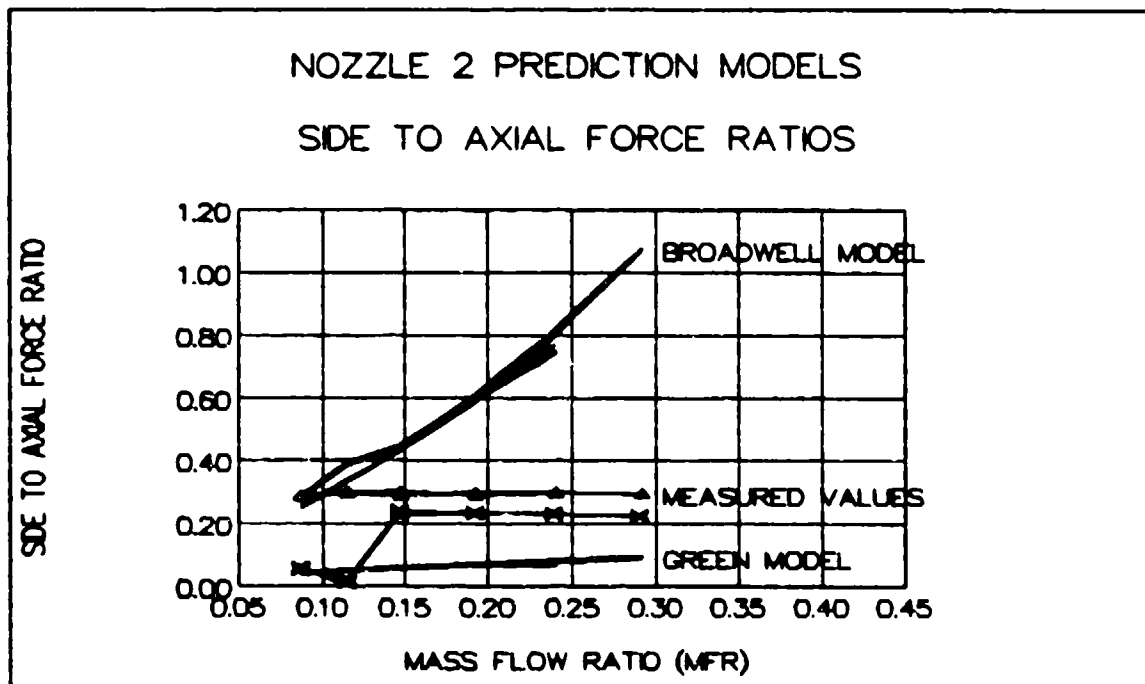 NOZZLE 2 PREDICTION MODELS
SIDE TO AXIAL FORCE RATIOS
SIDE TO AXIAL FORCE RATIO
1.20
1.00
0.80
0.60
0.40
0.20
0.00
BROADWELL MODEL
MEASURED VALUES
GREEN MODEL
0.05 0.10 0.15 0.20 0.25 0.30 0.35 0.40 0.45
MASS FLOW RATIO (MFR)